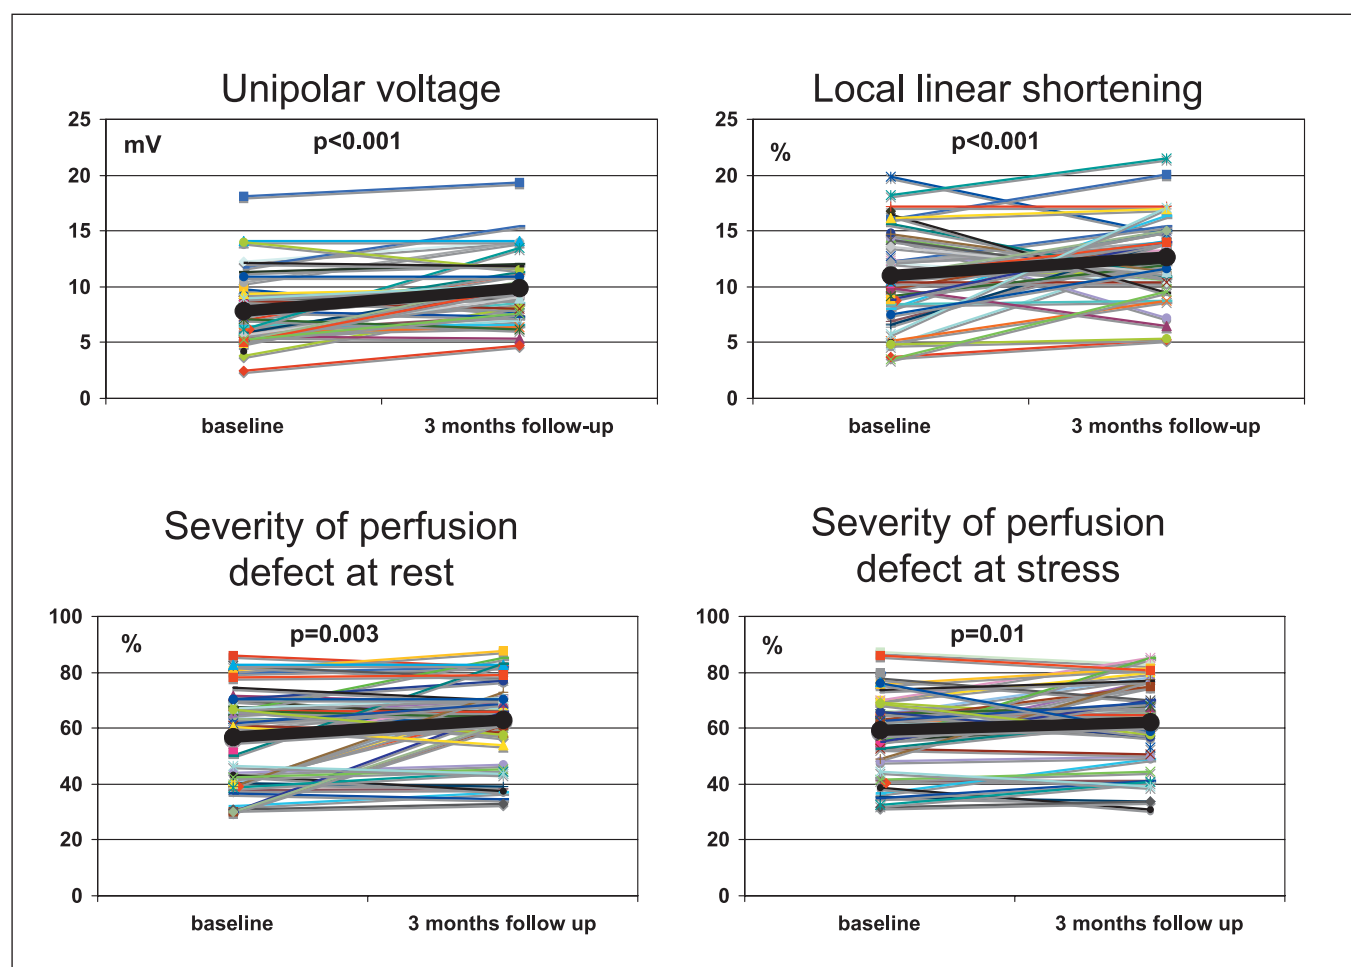 Unipolar voltage
25
20
15
10
5
0
mV
p<0.001
baseline
3 months follow-up
Local linear shortening
25
20
15
10
5
0
%
p<0.001
baseline
3 months follow-up
Severity of perfusion
defect at rest
100
80
60
40
20
0
%
p=0.003
baseline
3 months follow up
Severity of perfusion
defect at stress
100
80
60
40
20
0
%
p=0.01
baseline
3 months follow up